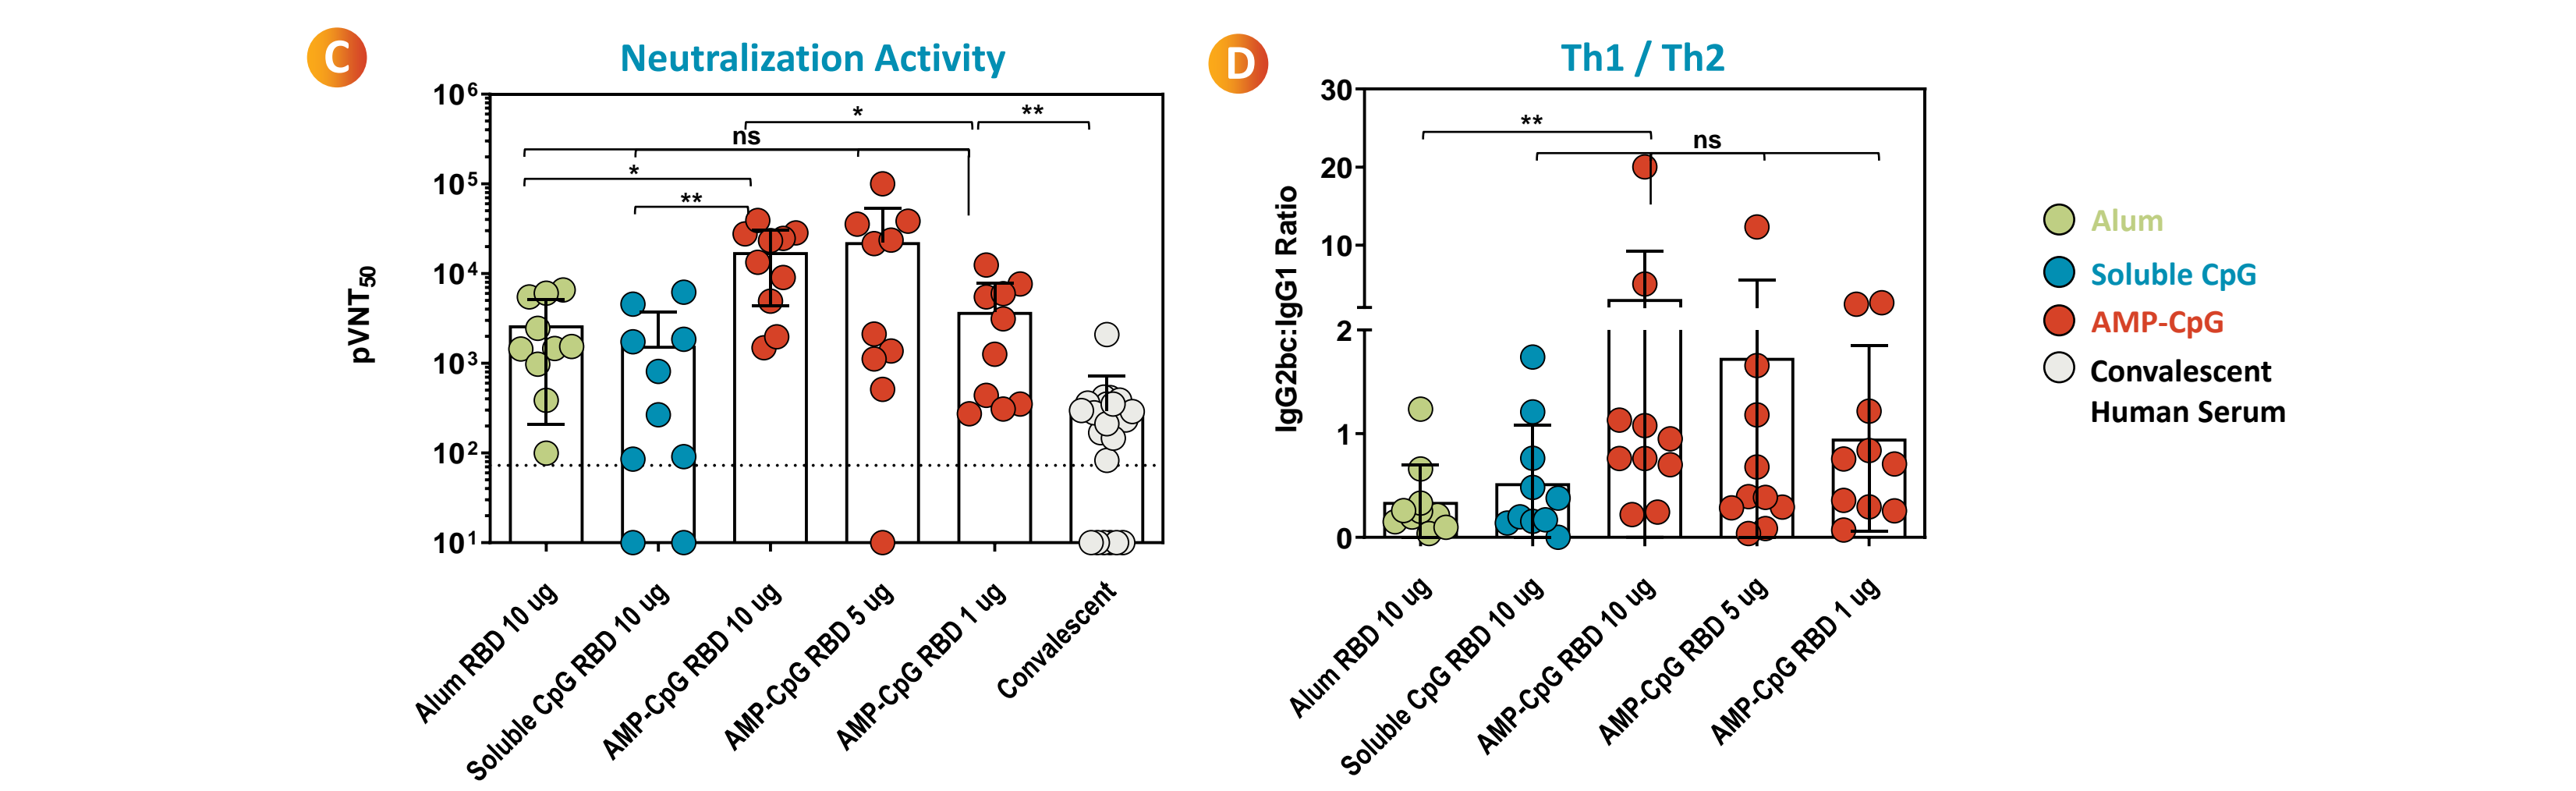 C
Neutralization Activity
10⁶
10⁵
10⁴
10³
10²
10¹
pVNT₅₀
*
**
ns
*
**
Alum RBD 10 ug
Soluble CpG RBD 10 ug
AMP-CpG RBD 10 ug
AMP-CpG RBD 5 ug
AMP-CpG RBD 1 ug
Convalescent
D
Th1 / Th2
30
20
10
2
1
0
IgG2bc:IgG1 Ratio
**
ns
Alum RBD 10 ug
Soluble CpG RBD 10 ug
AMP-CpG RBD 10 ug
AMP-CpG RBD 5 ug
AMP-CpG RBD 1 ug
Alum
Soluble CpG
AMP-CpG
Convalescent
Human Serum